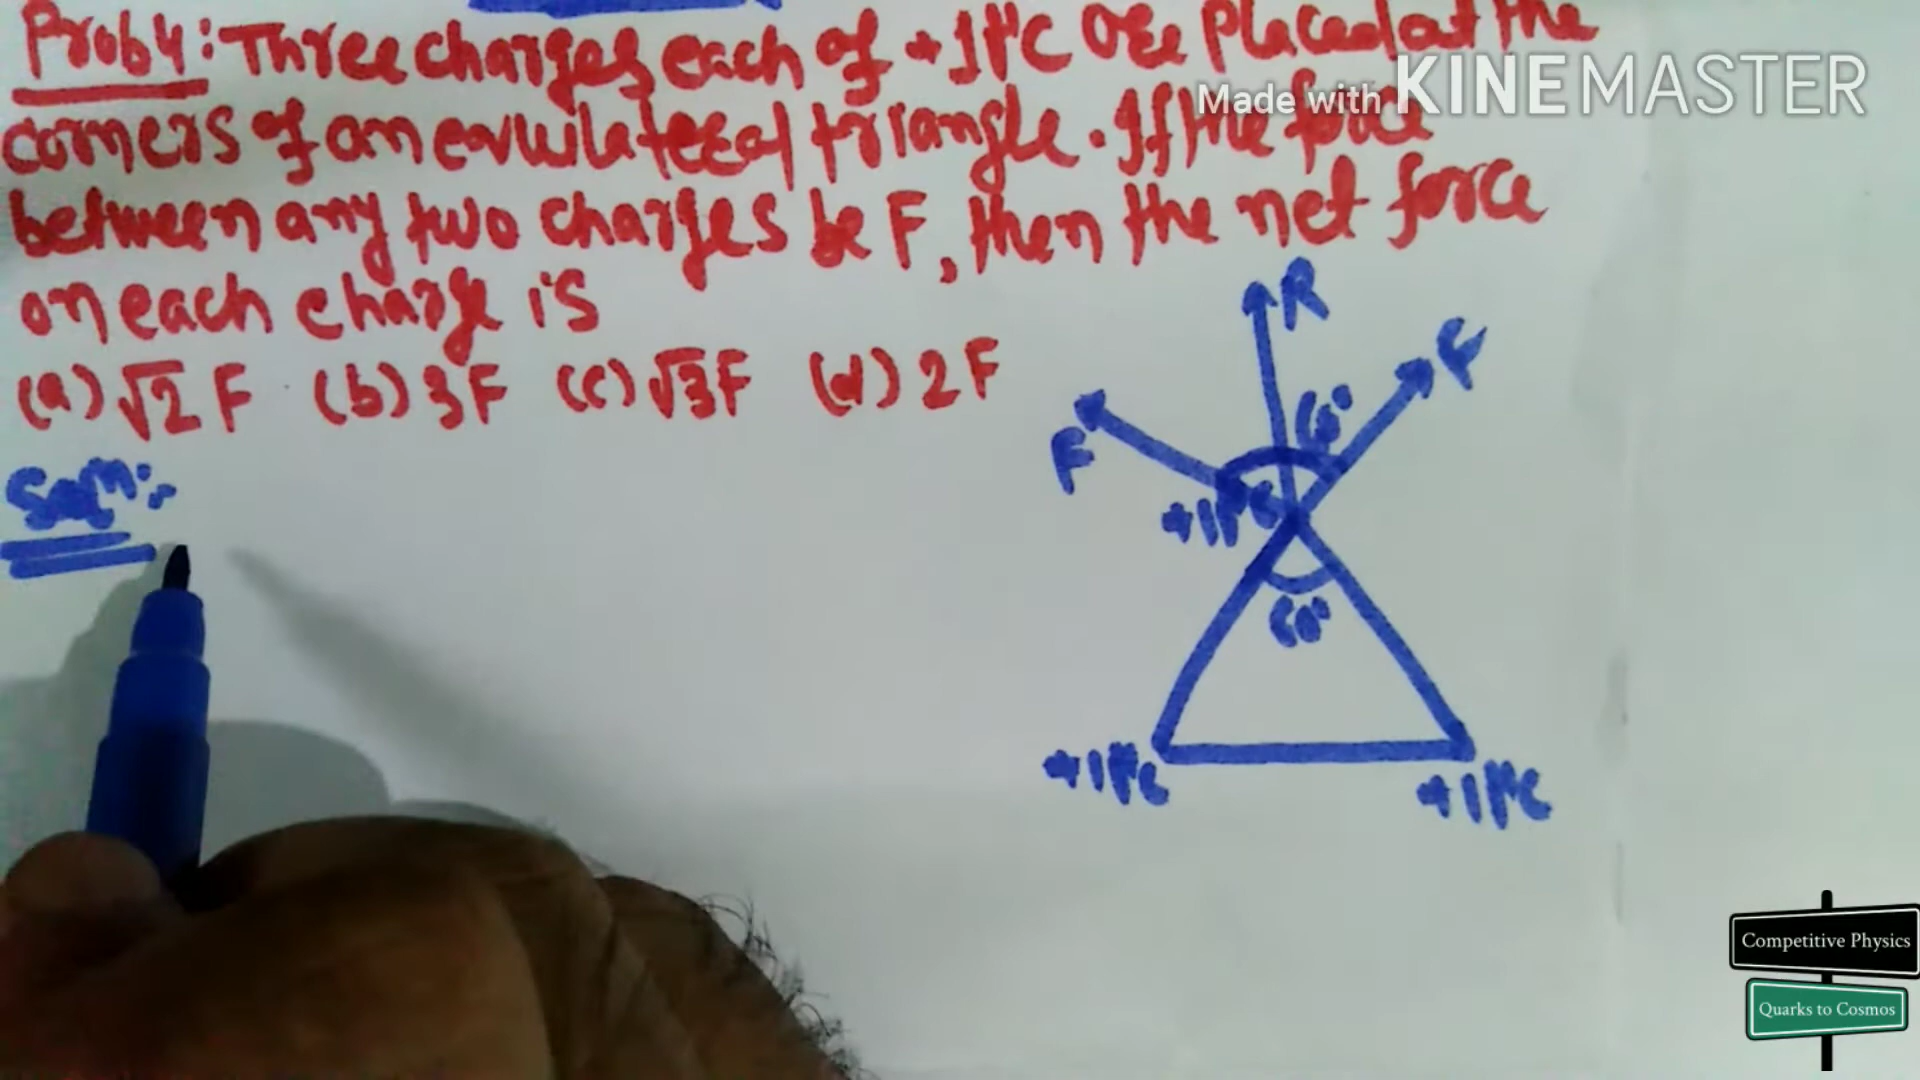 Prob4: Three charges each of +1μC are placed at the
corners of an equilateral triangle. If the force
between any two charges be F, then the net force
on each charge is
(a) √2 F (b) 3F (c) √3F (d) 2F
Soln:-
Made with KINEMASTER
R
F
F
60°
+1μC
60°
+1μC
+1μC
Competitive Physics
Quarks to Cosmos